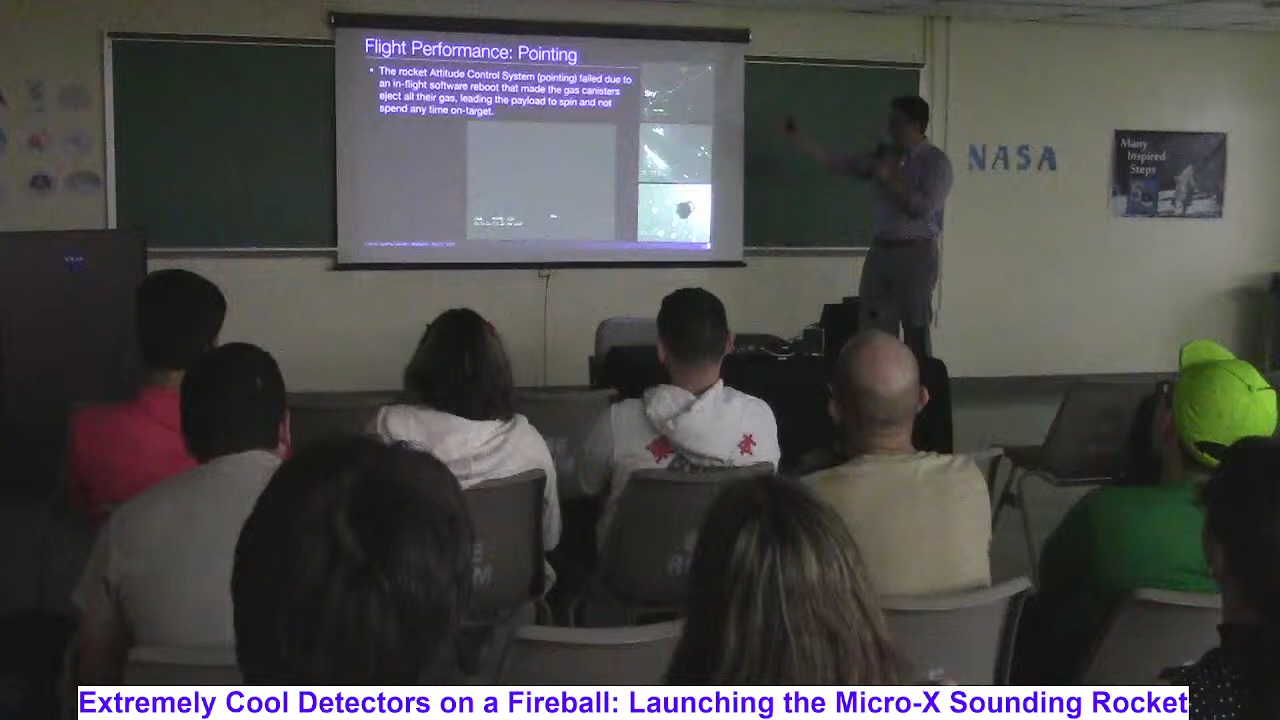 Flight Performance: Pointing
• The rocket Attitude Control System (pointing) failed due to
an in-flight software reboot that made the gas canisters
eject all their gas, leading the payload to spin and not
spend any time on-target.
Sky
NASA
Many
Inspired
Steps
NASA
Extremely Cool Detectors on a Fireball: Launching the Micro-X Sounding Rocket